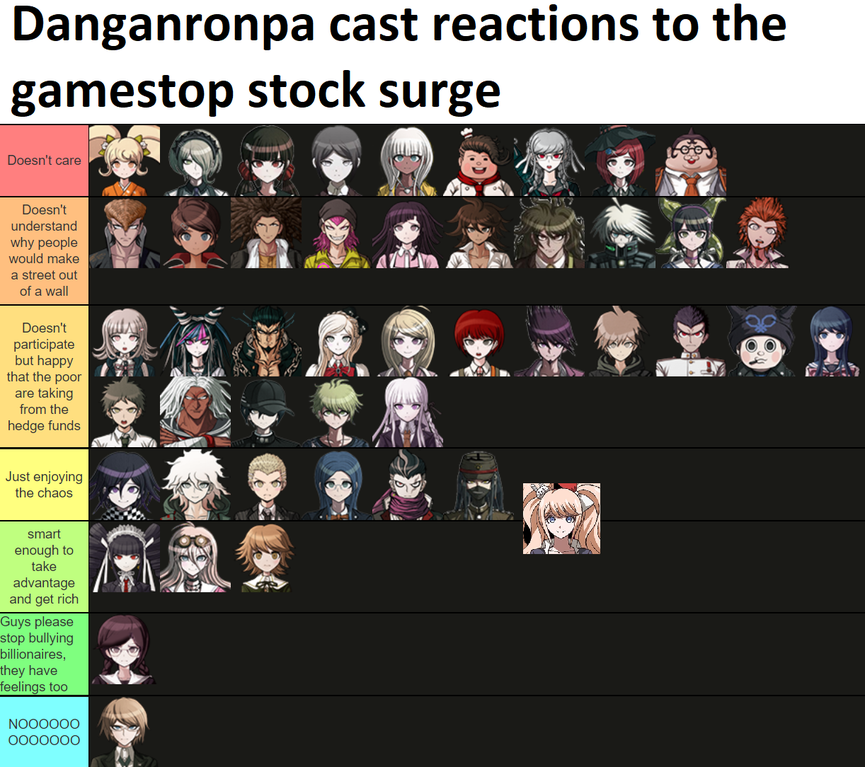 Danganronpa cast reactions to the
gamestop stock surge
Doesn't care
Doesn't
understand
why people
would make
a street out
of a wall
Doesn't
participate
but happy
that the poor
are taking
from the
hedge funds
Just enjoying
the chaos
smart
enough to
take
advantage
and get rich
Guys please
stop bullying
billionaires,
they have
feelings too
NOOOOOO
OOOOOOO